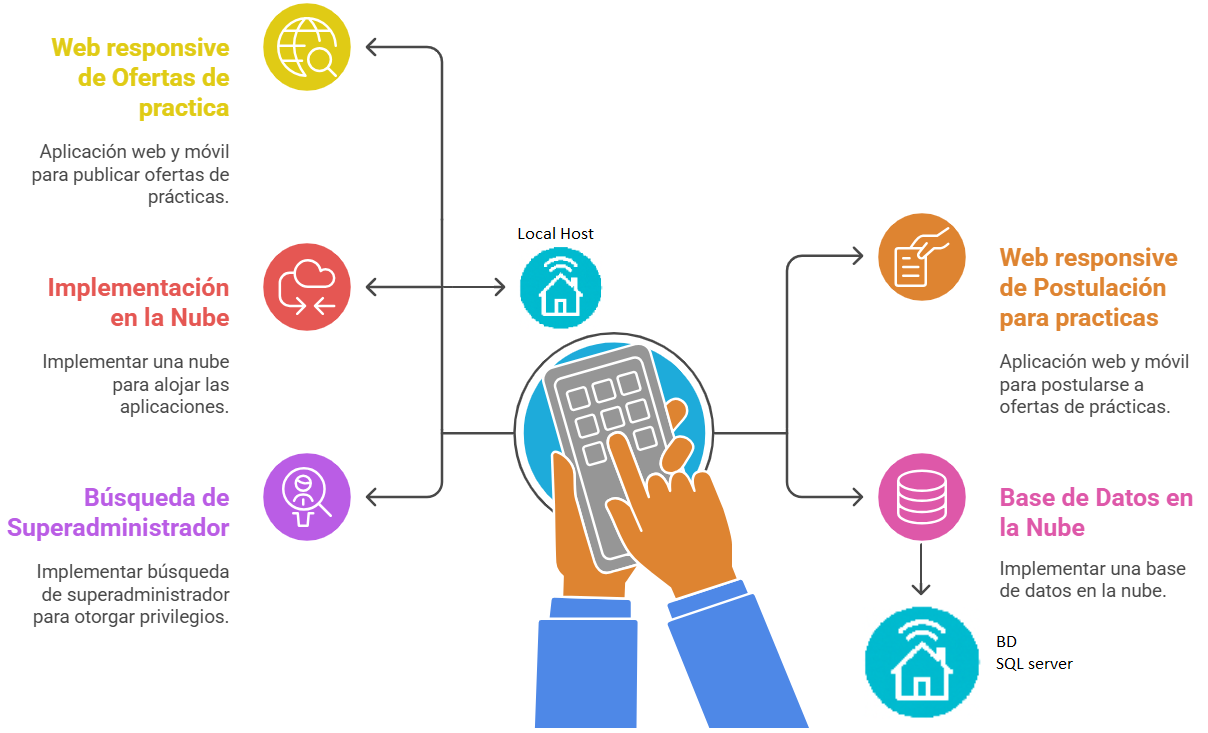 Web responsive
de Ofertas de
practica
Aplicación web y móvil
para publicar ofertas de
prácticas.
Implementación
en la Nube
Implementar una nube
para alojar las
aplicaciones.
Búsqueda de
Superadministrador
Implementar búsqueda
de superadministrador
para otorgar privilegios.
Local Host
Web responsive
de Postulación
para practicas
Aplicación web y móvil
para postularse a
ofertas de prácticas.
Base de Datos en
la Nube
Implementar una base
de datos en la nube.
BD
SQL server